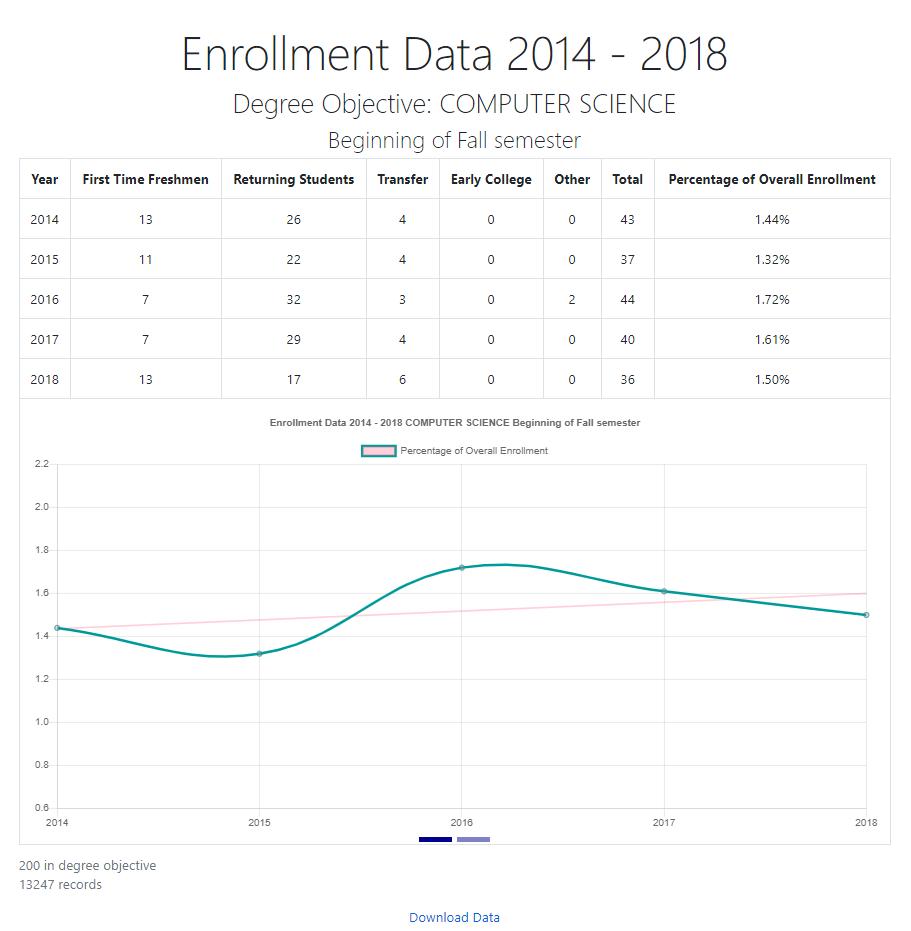 Enrollment Data 2014 - 2018
Degree Objective: COMPUTER SCIENCE
Beginning of Fall semester
Year First Time Freshmen Returning Students Transfer Early College Other Total Percentage of Overall Enrollment
2014 13 26 4 0 0 43 1.44%
2015 11 22 4 0 0 37 1.32%
2016 7 32 3 0 2 44 1.72%
2017 7 29 4 0 0 40 1.61%
2018 13 17 6 0 0 36 1.50%
Enrollment Data 2014 - 2018 COMPUTER SCIENCE Beginning of Fall semester
Percentage of Overall Enrollment
2.2
2.0
1.8
1.6
1.4
1.2
1.0
0.8
0.6
2014 2015 2016 2017 2018
200 in degree objective
13247 records
Download Data